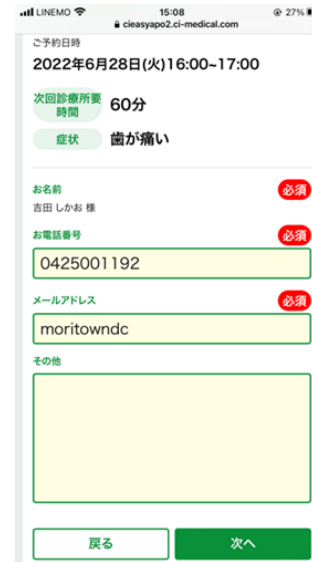 LINEMO 15:08 27%
cieasyapo2.ci-medical.com
ご予約日時
2022年6月28日(火)16:00~17:00
次回診療所要
時間 60分
症状 歯が痛い
お名前 必須
吉田 しかお 様
お電話番号 必須
0425001192
メールアドレス 必須
moritowndc
その他
戻る 次へ